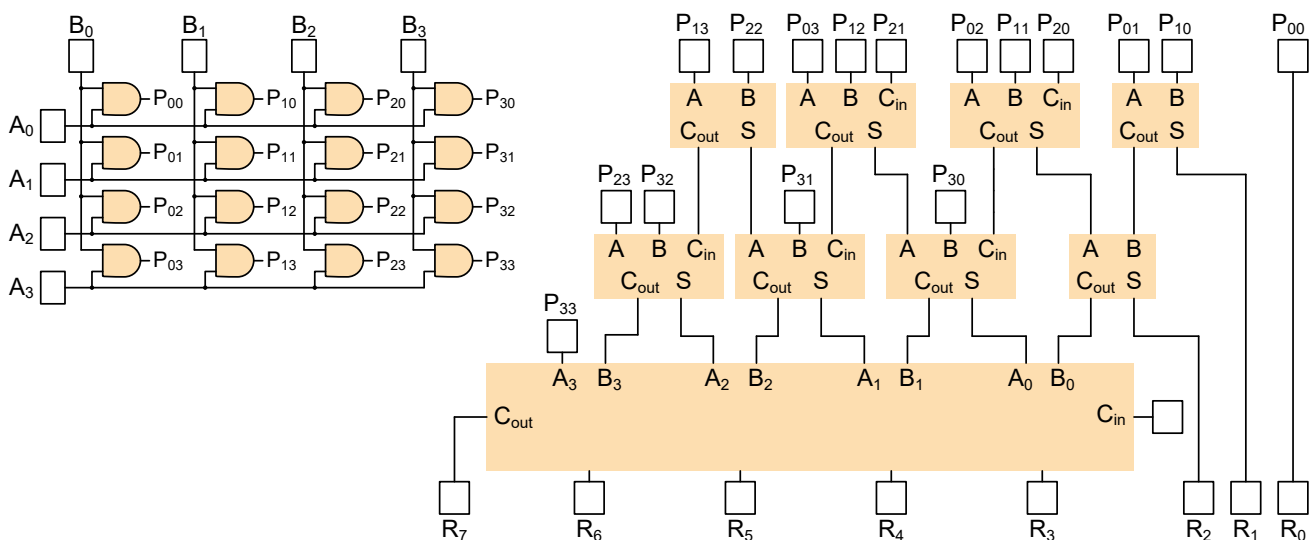 B₀ B₁ B₂ B₃
P₀₀ P₁₀ P₂₀ P₃₀
A₀
P₀₁ P₁₁ P₂₁ P₃₁
A₁
P₀₂ P₁₂ P₂₂ P₃₂
A₂
P₀₃ P₁₃ P₂₃ P₃₃
A₃
P₁₃ P₂₂ P₀₃ P₁₂ P₂₁ P₀₂ P₁₁ P₂₀ P₀₁ P₁₀ P₀₀
A B A B Cin A B Cin A B
Cout S Cout S Cout S Cout S
P₂₃ P₃₂ P₃₁ P₃₀
A B Cin A B Cin A B Cin A B
Cout S Cout S Cout S Cout S
P₃₃
A₃ B₃ A₂ B₂ A₁ B₁ A₀ B₀
Cout Cin
R₇ R₆ R₅ R₄ R₃ R₂ R₁ R₀